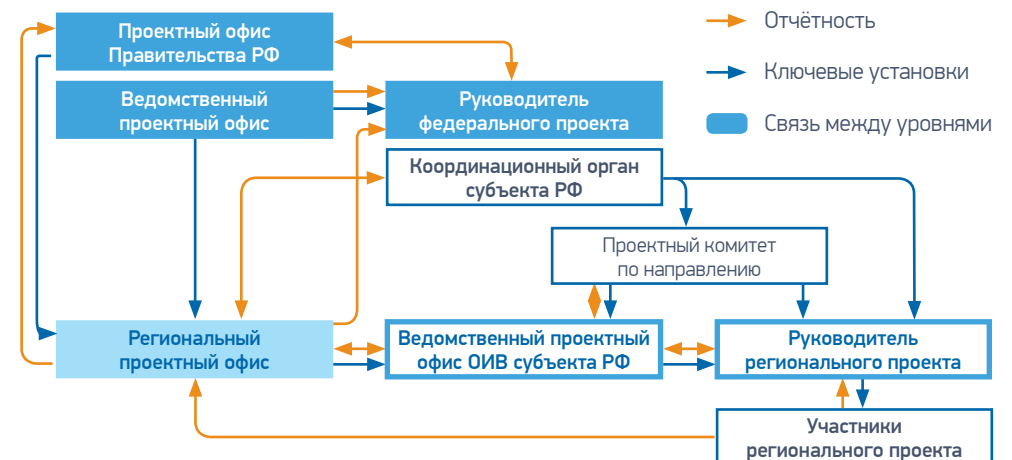 Проектный офис
Правительства РФ
Ведомственный
проектный офис
Руководитель
федерального проекта
Координационный орган
субъекта РФ
Проектный комитет
по направлению
Региональный
проектный офис
Ведомственный проектный
офис ОИВ субъекта РФ
Руководитель
регионального проекта
Участники
регионального проекта
Отчётность
Ключевые установки
Связь между уровнями